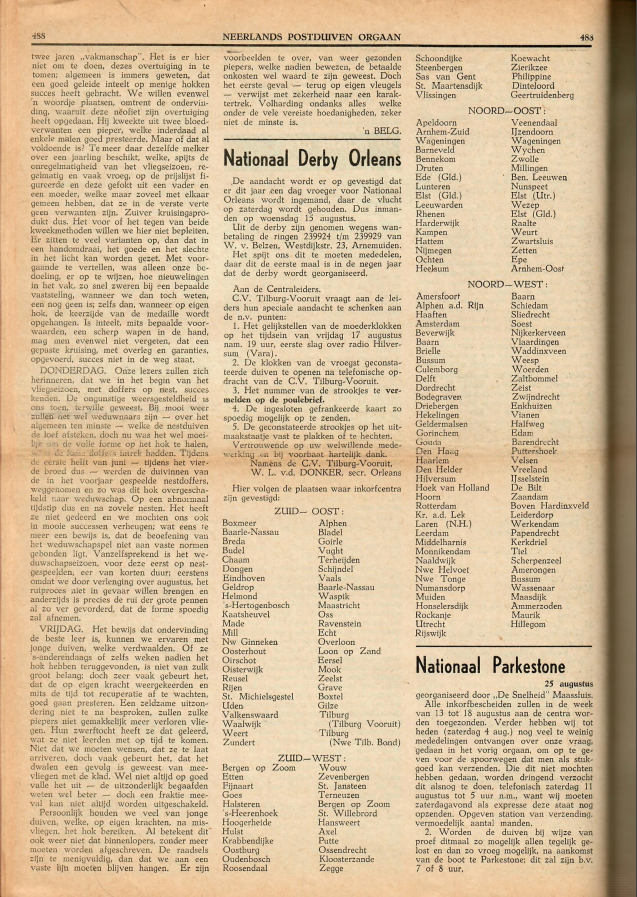 488
NEERLANDS POSTDUIVEN ORGAAN
483
twee jaren „vakmanschap". Het is er hier
niet om te doen, dezes overtuiging in te
tomen; algemeen is immers geweten, dat
een goed geleide inteelt op menige hokken
succes heeft gebracht. We willen evenwel
'n woordje plaatsen, omtrent de ondervin-
ding, waaruit deze néofiet zijn overtuiging
heeft opgedaan. Hij kweekte uit twee bloed-
verwanten een pieper, welke inderdaad al
enkele malen goed presteerde. Maar of dat al
voldoende is? Te meer daar dezelfde melker
over een jaarling beschikt, welke, spijts de
onregelmatigheid van het vliegseizoen, re-
gelmatig en vaak vroeg, op de prijslijst fi-
gureerde en deze gefokt uit een vader en
een moeder, welke maar zoveel met elkaar
gemeen hebben, dat ze in de verste verte
geen verwanten zijn. Zuiver kruisingspro-
dukt dus. Het voor of het tegen van beide
kweekmethoden willen we hier niet bepleiten.
Er zitten te veel varianten op, dan dat in
een handomdraai, het goede en het slechte
in het licht kan worden gezet. Met voor-
gaande te vertellen, was alleen onze be-
doeling, er op te schrijven, hoe nieuwelingen
in het vak, zo snel zweren bij een bepaalde
vaststelling, wanneer we dan toch weten,
een nog geen is; zelfs dan, wanneer op eigen
hok, de keerzijde van de medaille wordt
opgehangen. Is inteelt, mits bepaalde voor-
waarden, een scherp wapen in de hand,
mag men evenwel niet vergeten, dat een
gepaste kruising, met overleg en garanties,
opgevoerd, succes niet in de weg staat.
DONDERDAG. Onze lezers zullen zich
herinneren, dat we in het begin van het
vliegseizoen, met doffers op nest, succes
kenden. De ongunstige weersgesteldheid is
ons toen, terwille geweest. Bij mooi weer
zullen het wel weduwnaars zijn — over het
algemeen ten minste — welke de nestduiven
de loef afsteken, doch nu was het wel moei-
lijk om de volle forme op het hok te halen,
Tijdens
de eerste helft van juni — tijdens het vier-
de broed dus — werden de duivinnen van
de in het voorjaar gespeelde nestdoffers,
weggenomen en zo was dit hok overgescha-
keld naar weduwschap. Op een abnormaal
tijdstip dus en na zovele nesten. Het heeft
ze niet gedeerd en we mochten ons ook
in mooie successen verheugen; wat eens te
meer een bewijs is, dat de beoefening van
het weduwschapspel niet aan vaste normen
gebonden ligt. Vanzelfsprekend is het we-
duwschapseizoen, voor deze eerst op nest-
gespeelden, eer van korten duur; eerstens
omdat we door verlenging over augustus, het
ruiproces niet in gevaar willen brengen en
anderzijds is precies de rui der grote pennen
al zo ver gevorderd, dat de forme spoedig
zal afnemen.
VRIJDAG. Het bewijs dat ondervinding
de beste leer is, kunnen we ervaren met
jonge duiven, welke verdwaalden. Of ze
's-anderendaags of zelfs weken nadien het
hok hebben teruggevonden, is niet van zulk
groot belang; doch zeer vaak gebeurt het,
dat de op eigen kracht weergekeerden en
mits de tijd tot recuperatie al te wachten,
goed gaan presteren. Een zeldzame uitzon-
dering niet te na besproken, zullen zulke
piepers niet gemakkelijk meer verloren vlie-
gen. Hun zwerftocht heeft ze dat geleerd,
wat ze niet leerden met op tijd te komen.
Niet dat we moeten wensen, dat ze te laat
arriveren, doch vaak gebeurt het, dat het
dwalen een gevolg is geweest van mee-
vliegen met de klad. Wel niet altijd op goed
valle het uit — de uitzonderlijk begaafden
weten wel beter — doch een fraktie mee-
val kan niet altijd worden uitgeschakeld.
Persoonlijk houden we veel van jonge
duiven, welke, op eigen krachten, na mis-
vliegen, het hok bereiken. Al betekent dit
ook weer niet dat binnenlopers, zonder meer
moeten worden afgeschreven. De raadsels
zijn te menigvuldig, dan dat we aan een
vaste lijn moeten blijven hangen. Er zijn
voorbeelden te over, van weer gezonden
piepers, welke nadien bewezen, de betaalde
onkosten wel waard te zijn geweest. Doch
het eerste geval — terug op eigen vleugels
— verwijst met zekerheid naar een karak-
tertrek. Volharding ondanks alles welke
onder de vele vereiste hoedanigheden, zeker
niet de minste is.
'n BELG.
Nationaal Derby Orleans
De aandacht wordt er op gevestigd dat
er dit jaar een dag vroeger voor Nationaal
Orleans wordt ingemand, daar de vlucht
op zaterdag wordt gehouden. Dus inman-
den op woensdag 15 augustus.
Uit de derby zijn genomen wegens wan-
betaling de ringen 239924 t/m 239929 van
W. v. Belzen, Westdijkstr. 23, Arnemuiden.
Het spijt ons dit te moeten mededelen,
daar dit de eerste maal is in de negen jaar
dat de derby wordt georganiseerd.
Aan de Centraleiders.
C.V. Tilburg-Vooruit vraagt aan de lei-
ders hun speciale aandacht te schenken aan
de n.v. punten:
1. Het gelijkstellen van de moederklokken
op het tijdsein van vrijdag 17 augustus
nam. 19 uur, eerste slag over radio Hilver-
sum (Vara).
2. De klokken van de vroegst geconsta-
teerde duiven te openen na telefonische op-
dracht van de C.V. Tilburg-Vooruit.
3. Het nummer van de strookjes te ver-
melden op de poulebrief.
4. De ingesloten gefrankeerde kaart zo
spoedig mogelijk op te zenden.
5. De geconstateerde strookjes op het uit-
maakstaatje vast te plakken of te hechten.
Vertrouwende op uw welwillende mede-
werking en bij voorbaat hartelijk dank.
Namens de C.V. Tilburg-Vooruit,
W. L. v.d. DONKER, secr. Orleans
Hier volgen de plaatsen waar inkorfcentra
zijn gevestigd:
ZUID—OOST:
Boxmeer Alphen
Baarle-Nassau Bladel
Breda Goirle
Budel Vught
Chaam Terheijden
Dongen Schijndel
Eindhoven Vaals
Geldrop Baarle-Nassau
Helmond Waspik
's-Hertogenbosch Maastricht
Kaatsheuvel Oss
Made Ravenstein
Mill Echt
Nw Ginneken Overloon
Oosterhout Loon op Zand
Oirschot Eersel
Oisterwijk Mook
Reusel Zeelst
Rijen Grave
St. Michielsgestel Boxtel
Uden Gilze
Valkenswaard Tilburg
Waalwijk (Tilburg Vooruit)
Weert Tilburg
Zundert (Nwe Tilb. Bond)
ZUID—WEST:
Bergen op Zoom Wouw
Etten Zevenbergen
Fijnaart St. Jansteen
Goes Terneuzen
Halsteren Bergen op Zoom
's-Heerenhoek St. Willebrord
Hoogerheide Hansweert
Hulst Axel
Krabbendijke Putte
Oostburg Ossendrecht
Oudenbosch Kloosterzande
Roosendaal Zegge
Schoondijke Koewacht
Steenbergen Zierikzee
Sas van Gent Philippine
St. Maartensdijk Dinteloord
Vlissingen Geertruidenberg
NOORD—OOST:
Apeldoorn Veenendaal
Arnhem-Zuid IJzendoorn
Wageningen Wageningen
Barneveld Wychen
Bennekom Zwolle
Druten Millingen
Ede (Gld.) Ben. Leeuwen
Lunteren Nunspeet
Elst (Gld.) Elst (Utr.)
Leeuwarden Wezep
Rhenen Elst (Gld.)
Harderwijk Raalte
Kampen Weurt
Hattem Zwartsluis
Nijmegen Zetten
Ochten Epe
Heelsum Arnhem-Oost
NOORD—WEST:
Amersfoort Baarn
Alphen a.d. Rijn Schiedam
Haaften Sliedrecht
Amsterdam Soest
Beverwijk Nijkerkerveen
Baarn Vlaardingen
Brielle Waddinxveen
Bussum Weesp
Culemborg Woerden
Delft Zaltbommel
Dordrecht Zeist
Bodegraven Zwijndrecht
Driebergen Enkhuizen
Hekelingen Vianen
Geldermalsen Halfweg
Gorinchem Edam
Gouda Barendrecht
Den Haag Puttershoek
Haarlem Velsen
Den Helder Vreeland
Hilversum IJsselstein
Hoek van Holland De Bilt
Hoorn Zaandam
Rotterdam Boven Hardinxveld
Kr. a.d. Lek Leiderdorp
Laren (N.H.) Werkendam
Leerdam Papendrecht
Middelharnis Kerkdriel
Monnikendam Tiel
Naaldwijk Scherpenzeel
Nwe Helvoet Amerongen
Nwe Tonge Bussum
Numansdorp Wassenaar
Muiden Maasdijk
Honselersdijk Ammerzoden
Rockanje Maurik
Utrecht Hillegom
Rijswijk
Nationaal Parkestone
25 augustus
georganiseerd door „De Snelheid" Maassluis.
Alle inkorfbescheiden zullen in de week
van 13 tot 18 augustus aan de centra wor-
den toegezonden. Verder hebben wij tot
heden (zaterdag 4 aug.) nog veel te weinig
mededelingen ontvangen over onze vraag,
gedaan in het vorig orgaan, om op te ge-
ven voor de spoorwegen dat men als stuk-
goed kan verzenden. Die dit niet mochten
hebben gedaan, worden dringend verzocht
dit alsnog te doen, telefonisch zaterdag 11
augustus tot 5 uur n.m., want wij moeten
zaterdagavond als expresse deze staat nog
opzenden. Opgeven station van verzending,
vermoedelijk aantal manden.
2. Worden de duiven bij wijze van
proef ditmaal zo mogelijk allen tegelijk ge-
lost en dan zo vroeg mogelijk, na aankomst
van de boot te Parkestone; dit zal zijn b.v.
7 of 8 uur.